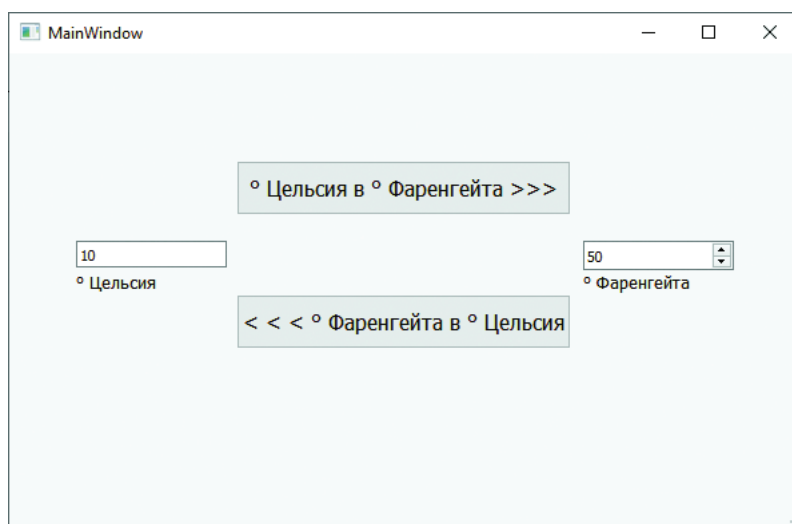 MainWindow
º Цельсия в º Фаренгейта >>>
10
50
º Цельсия
º Фаренгейта
< < < º Фаренгейта в º Цельсия